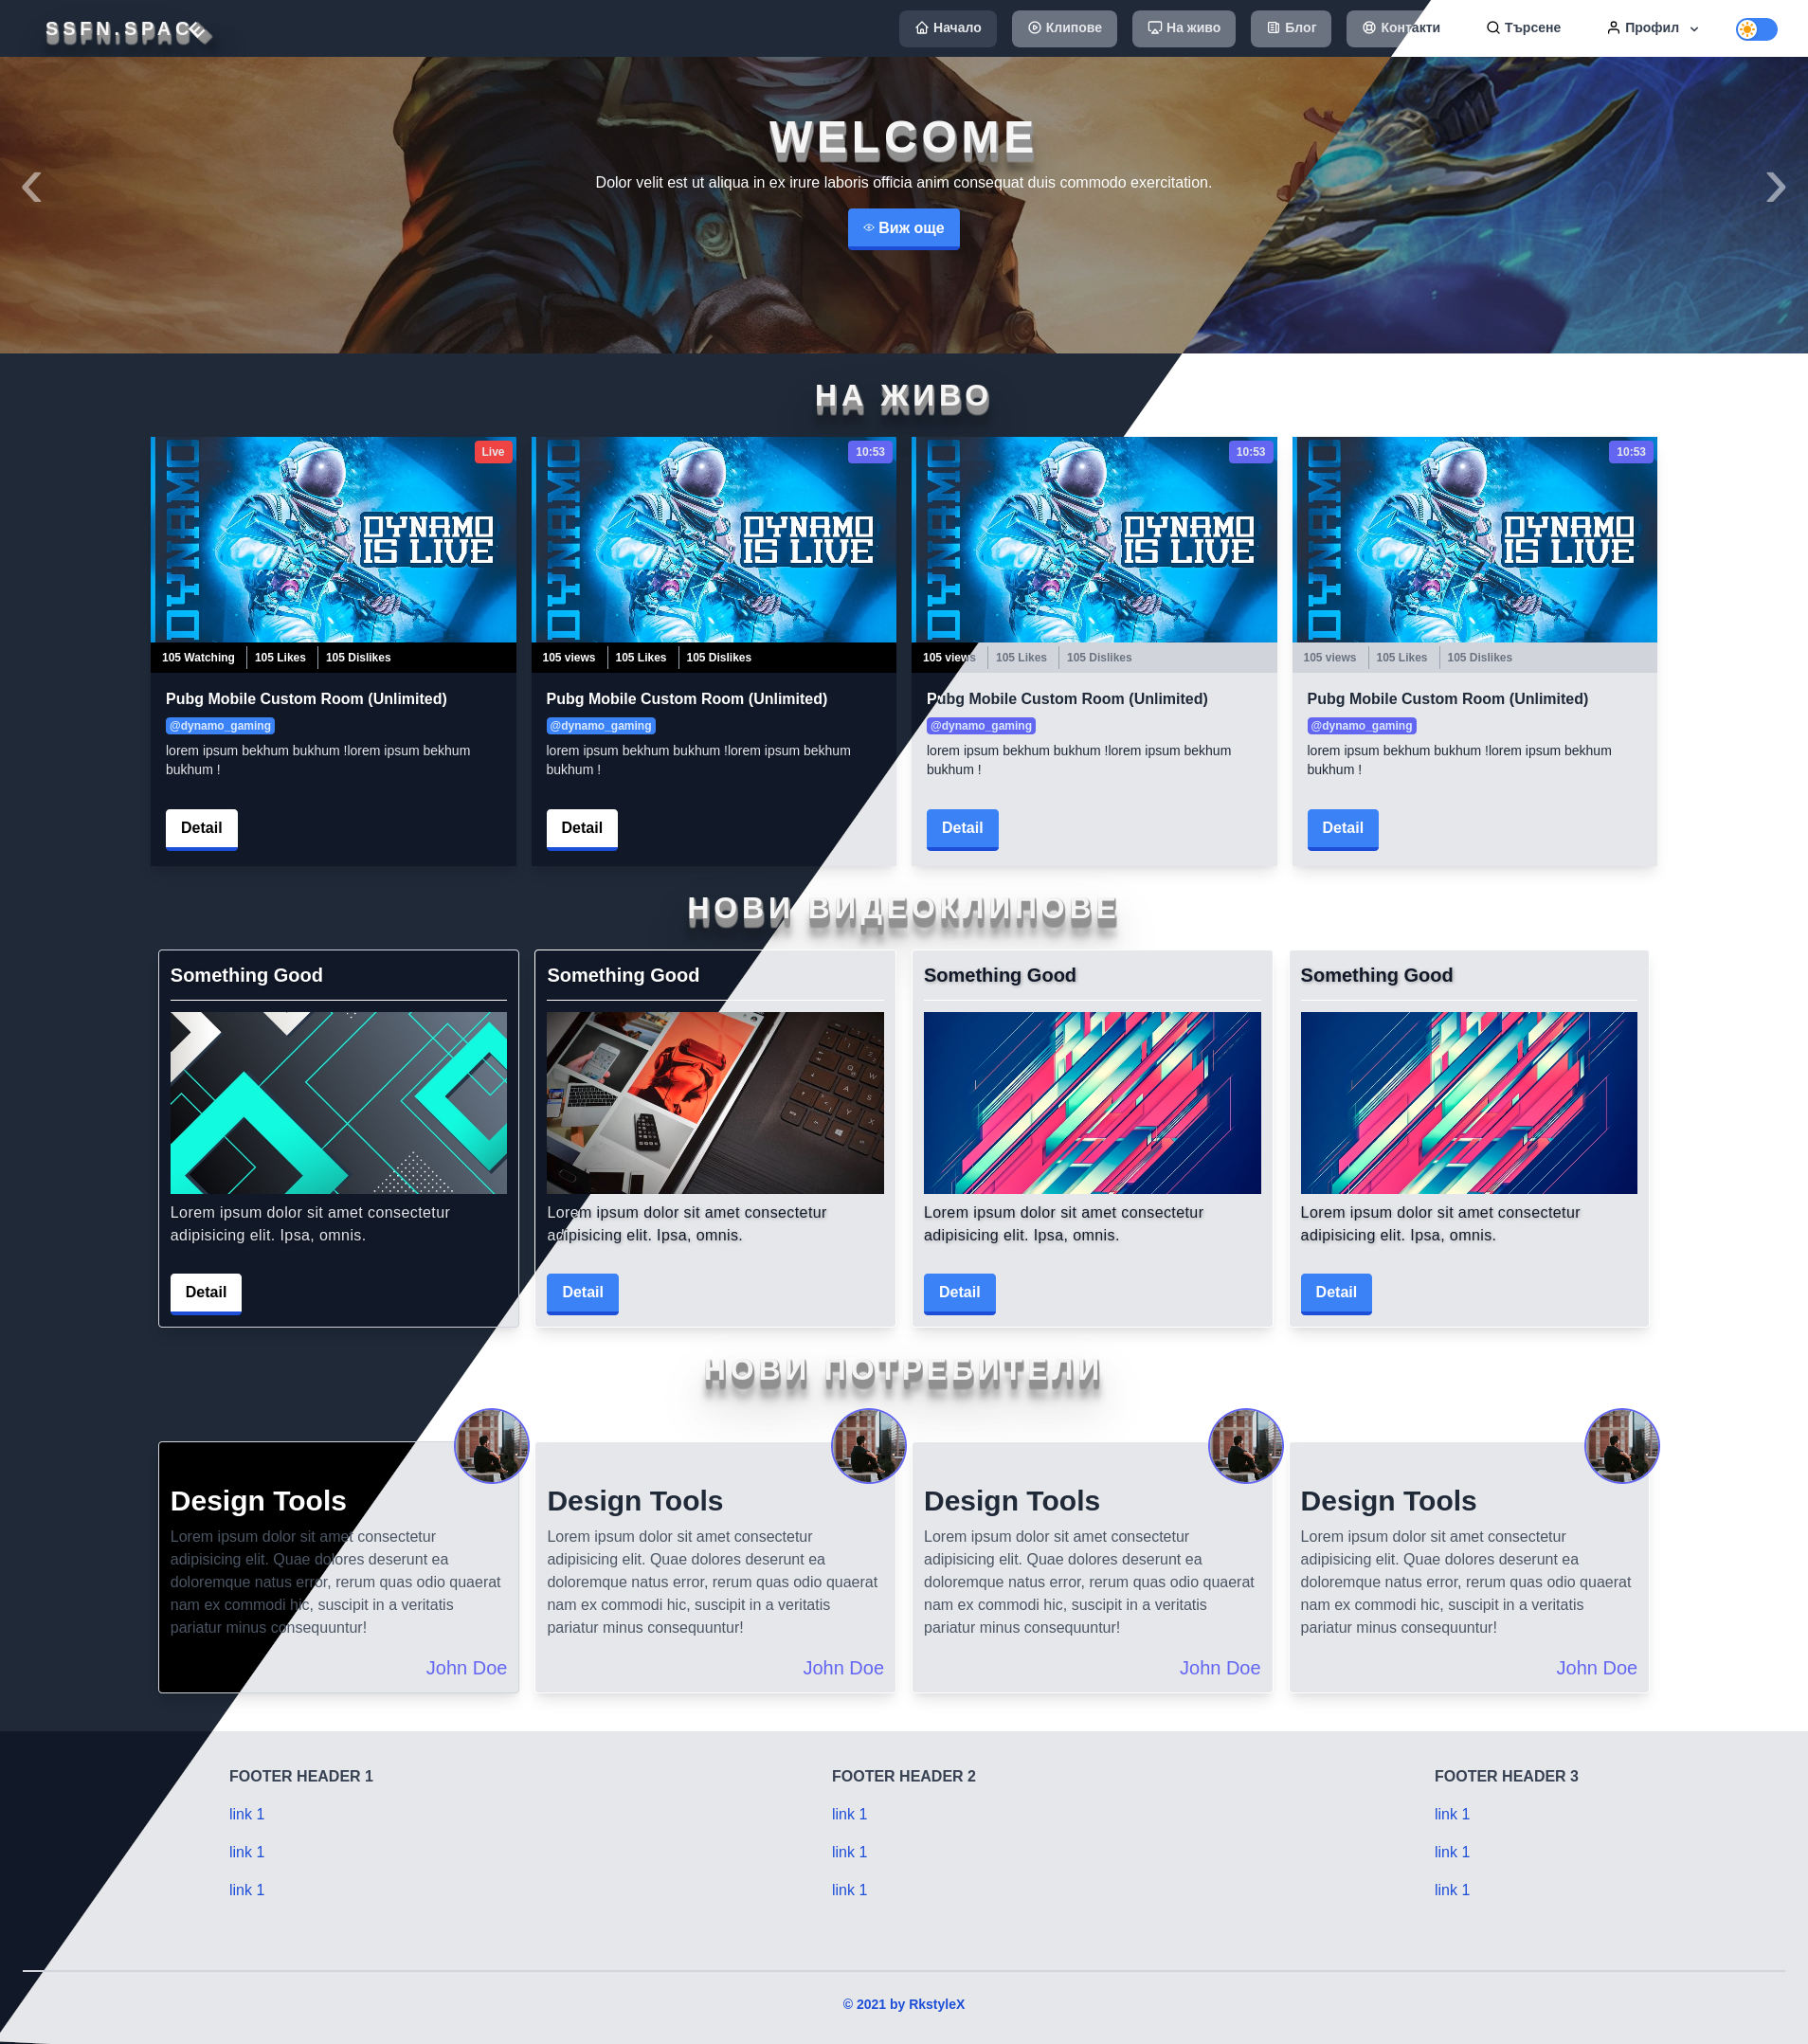 SSFN.SPACE
Начало
Клипове
На живо
Блог
Контакти
Търсене
Профил
WELCOME
Dolor velit est ut aliqua in ex irure laboris officia anim consequat duis commodo exercitation.
Виж още
НА ЖИВО
DYNAMO
DYNAMO
IS LIVE
Live
DYNAMO
DYNAMO
IS LIVE
10:53
DYNAMO
DYNAMO
IS LIVE
10:53
DYNAMO
DYNAMO
IS LIVE
10:53
105 Watching 105 Likes 105 Dislikes
Pubg Mobile Custom Room (Unlimited)
@dynamo_gaming
lorem ipsum bekhum bukhum !lorem ipsum bekhum
bukhum !
Detail
105 views 105 Likes 105 Dislikes
Pubg Mobile Custom Room (Unlimited)
@dynamo_gaming
lorem ipsum bekhum bukhum !lorem ipsum bekhum
bukhum !
Detail
105 views 105 Likes 105 Dislikes
Pubg Mobile Custom Room (Unlimited)
@dynamo_gaming
lorem ipsum bekhum bukhum !lorem ipsum bekhum
bukhum !
Detail
105 views 105 Likes 105 Dislikes
Pubg Mobile Custom Room (Unlimited)
@dynamo_gaming
lorem ipsum bekhum bukhum !lorem ipsum bekhum
bukhum !
Detail
НОВИ ВИДЕОКЛИПОВЕ
Something Good
Lorem ipsum dolor sit amet consectetur
adipisicing elit. Ipsa, omnis.
Detail
Something Good
Lorem ipsum dolor sit amet consectetur
adipisicing elit. Ipsa, omnis.
Detail
Something Good
Lorem ipsum dolor sit amet consectetur
adipisicing elit. Ipsa, omnis.
Detail
Something Good
Lorem ipsum dolor sit amet consectetur
adipisicing elit. Ipsa, omnis.
Detail
НОВИ ПОТРЕБИТЕЛИ
Design Tools
Lorem ipsum dolor sit amet consectetur
adipisicing elit. Quae dolores deserunt ea
doloremque natus error, rerum quas odio quaerat
nam ex commodi hic, suscipit in a veritatis
pariatur minus consequuntur!
John Doe
Design Tools
Lorem ipsum dolor sit amet consectetur
adipisicing elit. Quae dolores deserunt ea
doloremque natus error, rerum quas odio quaerat
nam ex commodi hic, suscipit in a veritatis
pariatur minus consequuntur!
John Doe
Design Tools
Lorem ipsum dolor sit amet consectetur
adipisicing elit. Quae dolores deserunt ea
doloremque natus error, rerum quas odio quaerat
nam ex commodi hic, suscipit in a veritatis
pariatur minus consequuntur!
John Doe
Design Tools
Lorem ipsum dolor sit amet consectetur
adipisicing elit. Quae dolores deserunt ea
doloremque natus error, rerum quas odio quaerat
nam ex commodi hic, suscipit in a veritatis
pariatur minus consequuntur!
John Doe
FOOTER HEADER 1
link 1
link 1
link 1
FOOTER HEADER 2
link 1
link 1
link 1
FOOTER HEADER 3
link 1
link 1
link 1
© 2021 by RkstyleX